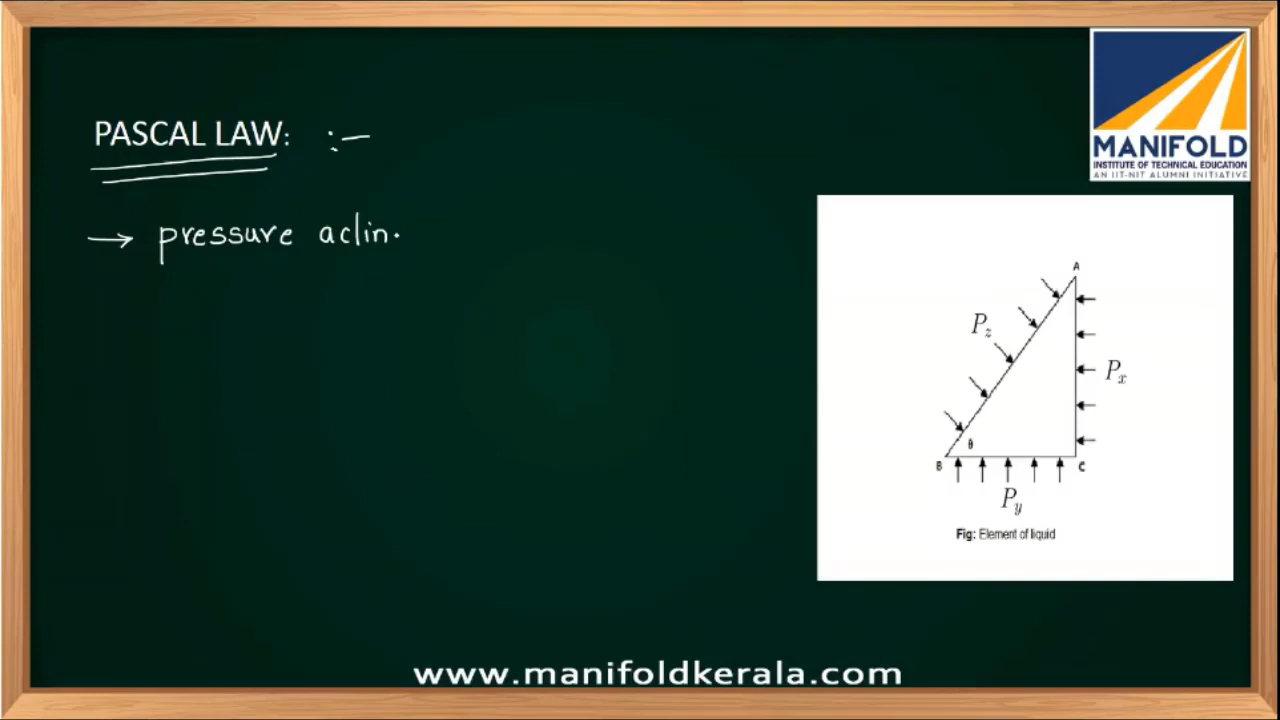 PASCAL LAW: :-
→ pressure actin.
MANIFOLD
INSTITUTE OF TECHNICAL EDUCATION
AN IIT-NIT ALUMNI INITIATIVE
A
P_z
P_x
θ
B
C
P_y
Fig: Element of liquid
www.manifoldkerala.com